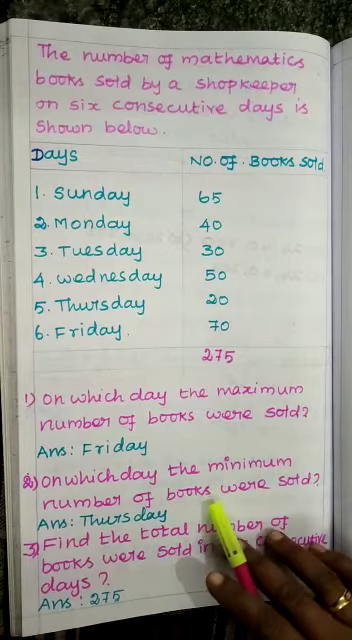 The number of mathematics
books sold by a shopkeeper
on six consecutive days is
shown below.
Days No. of. Books sold
1. Sunday 65
2. Monday 40
3. Tuesday 30
4. Wednesday 50
5. Thursday 20
6. Friday. 70
275
1) On which day the maximum
number of books were sold?
Ans: Friday
2) On which day the minimum
number of books were sold?
Ans: Thursday
3) Find the total number of
books were sold in
days?
Ans: 275